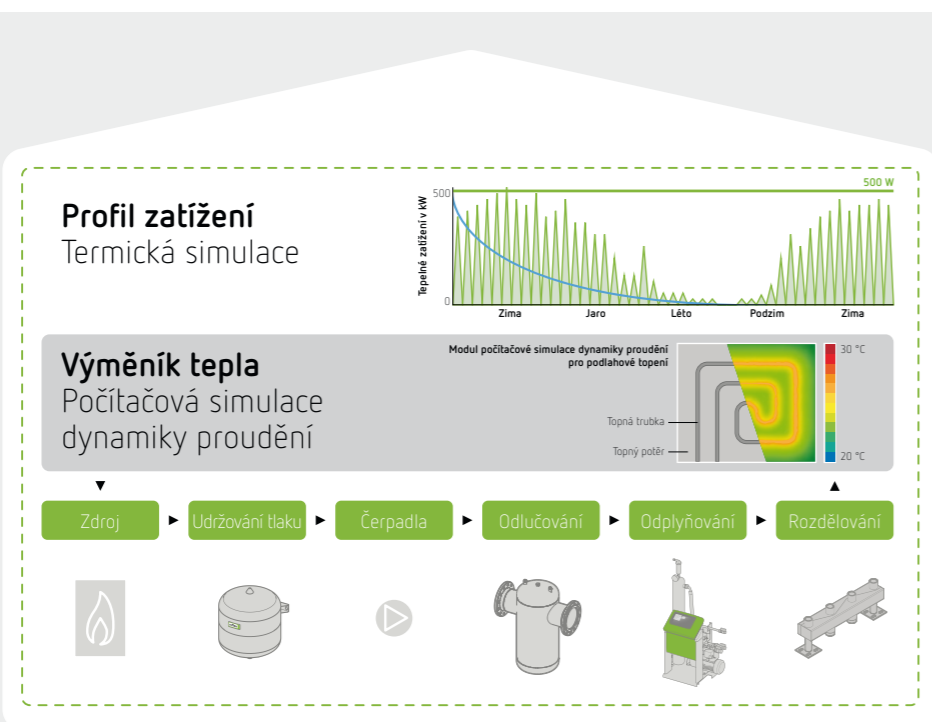 Profil zatížení
Termická simulace
500 W
Tepelné zatížení v kW
500
0
Zima
Jaro
Léto
Podzim
Zima
Výměník tepla
Počítačová simulace
dynamiky proudění
Modul počítačové simulace dynamiky proudění
pro podlahové topení
Topná trubka
Topný potěr
30 °C
20 °C
Zdroj
Udržování tlaku
Čerpadla
Odlučování
Odplyňování
Rozdělování